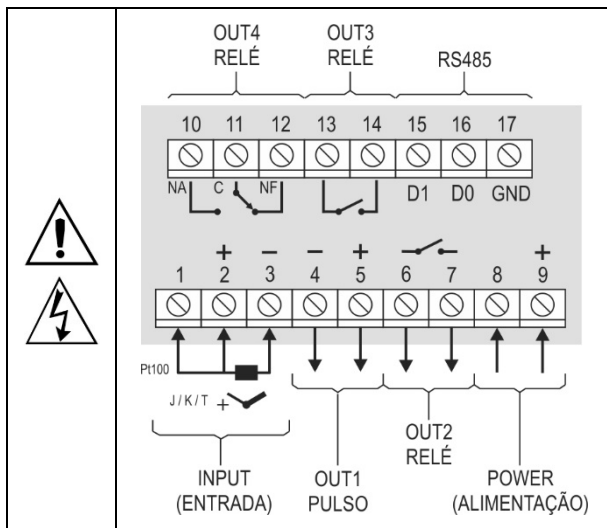 OUT4 OUT3
RELÉ RELÉ RS485
10 11 12 13 14 15 16 17
NA C NF D1 D0 GND
+ − − + +
1 2 3 4 5 6 7 8 9
Pt100
J / K / T +
OUT2
RELÉ
INPUT OUT1 POWER
(ENTRADA) PULSO (ALIMENTAÇÃO)